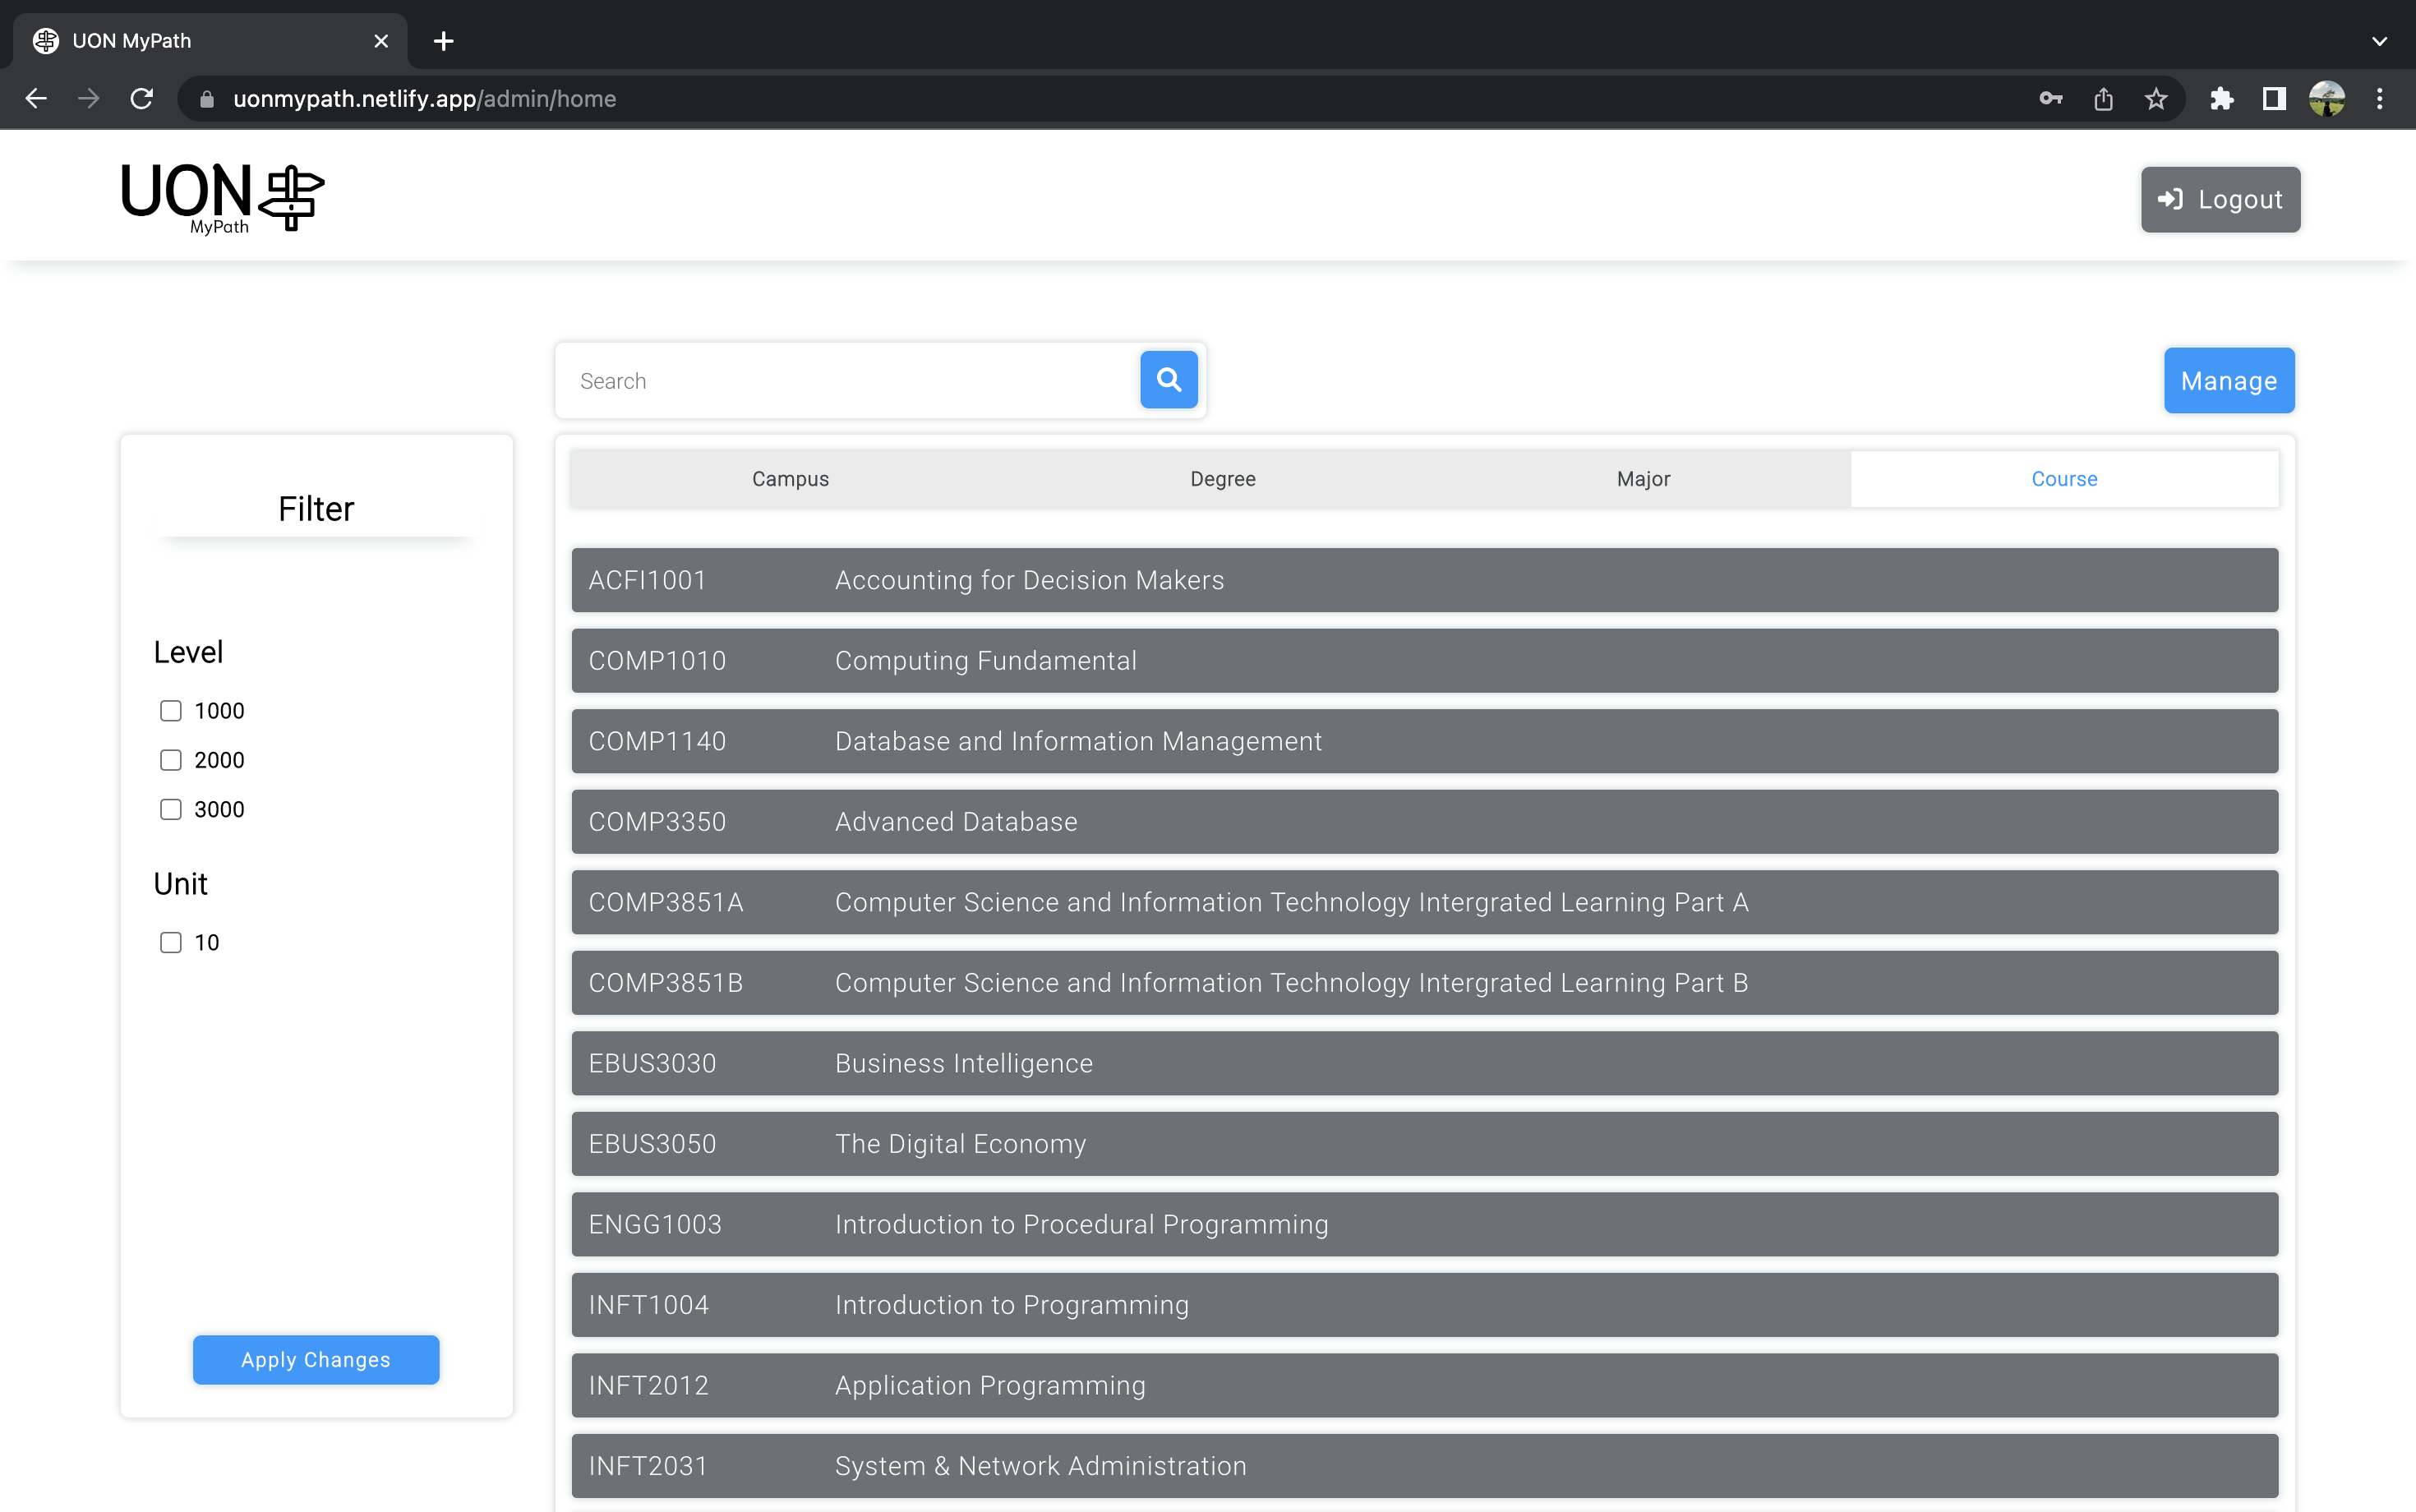 UON MyPath
uonmypath.netlify.app/admin/home
UON
MyPath
Logout
Search
Manage
Filter
Level
1000
2000
3000
Unit
10
Apply Changes
Campus Degree Major Course
ACFI1001 Accounting for Decision Makers
COMP1010 Computing Fundamental
COMP1140 Database and Information Management
COMP3350 Advanced Database
COMP3851A Computer Science and Information Technology Intergrated Learning Part A
COMP3851B Computer Science and Information Technology Intergrated Learning Part B
EBUS3030 Business Intelligence
EBUS3050 The Digital Economy
ENGG1003 Introduction to Procedural Programming
INFT1004 Introduction to Programming
INFT2012 Application Programming
INFT2031 System & Network Administration